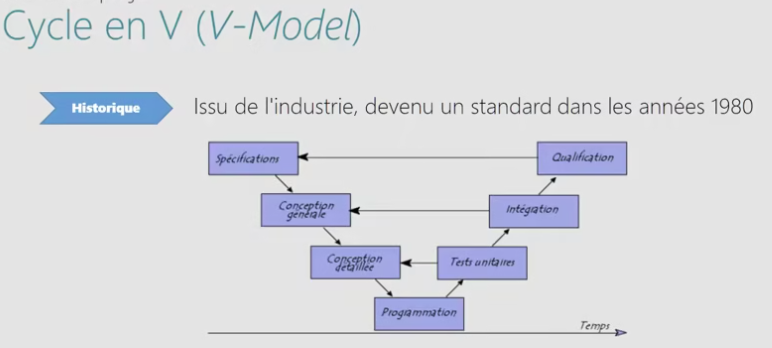 Cycle en V (V-Model)
Historique
Issu de l'industrie, devenu un standard dans les années 1980
Spécifications
Qualification
Conception
générale
Intégration
Conception
détaillée
Tests unitaires
Programmation
Temps